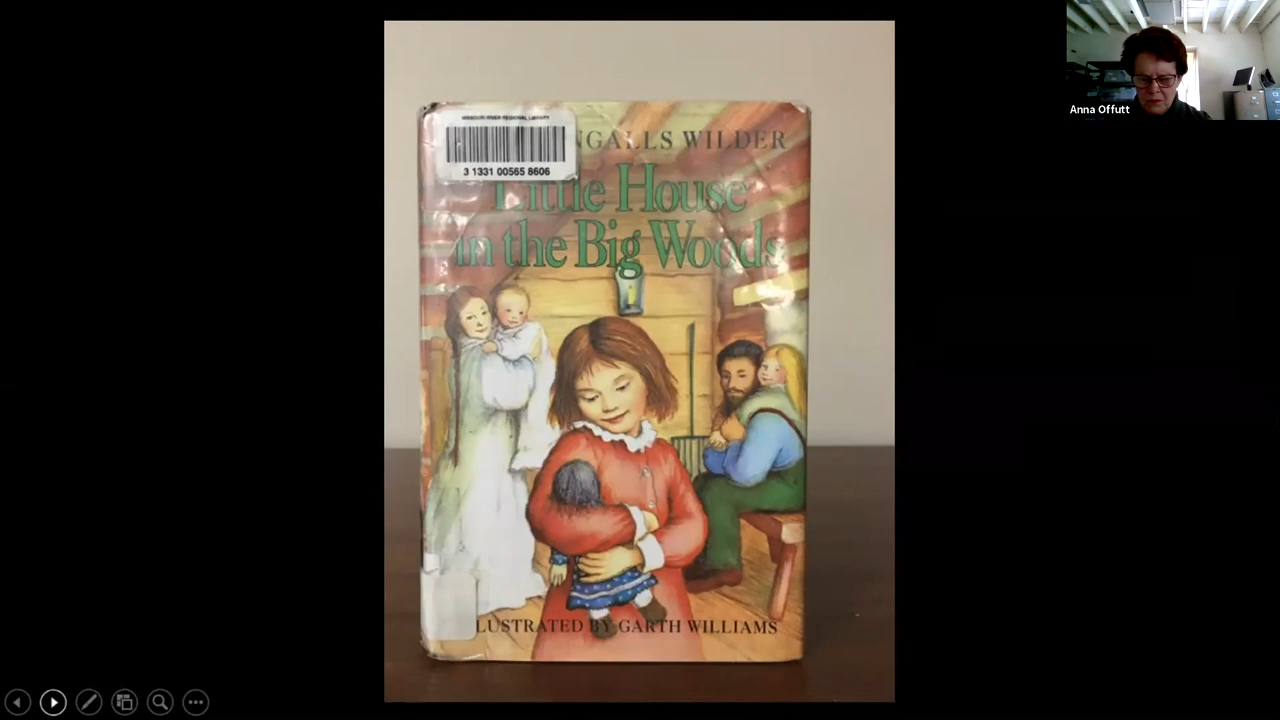 MISSOURI RIVER REGIONAL LIBRARY
3 1331 00565 8606
NGALLS WILDER
Little House
in the Big Woods
LUSTRATED BY GARTH WILLIAMS
Anna Offutt